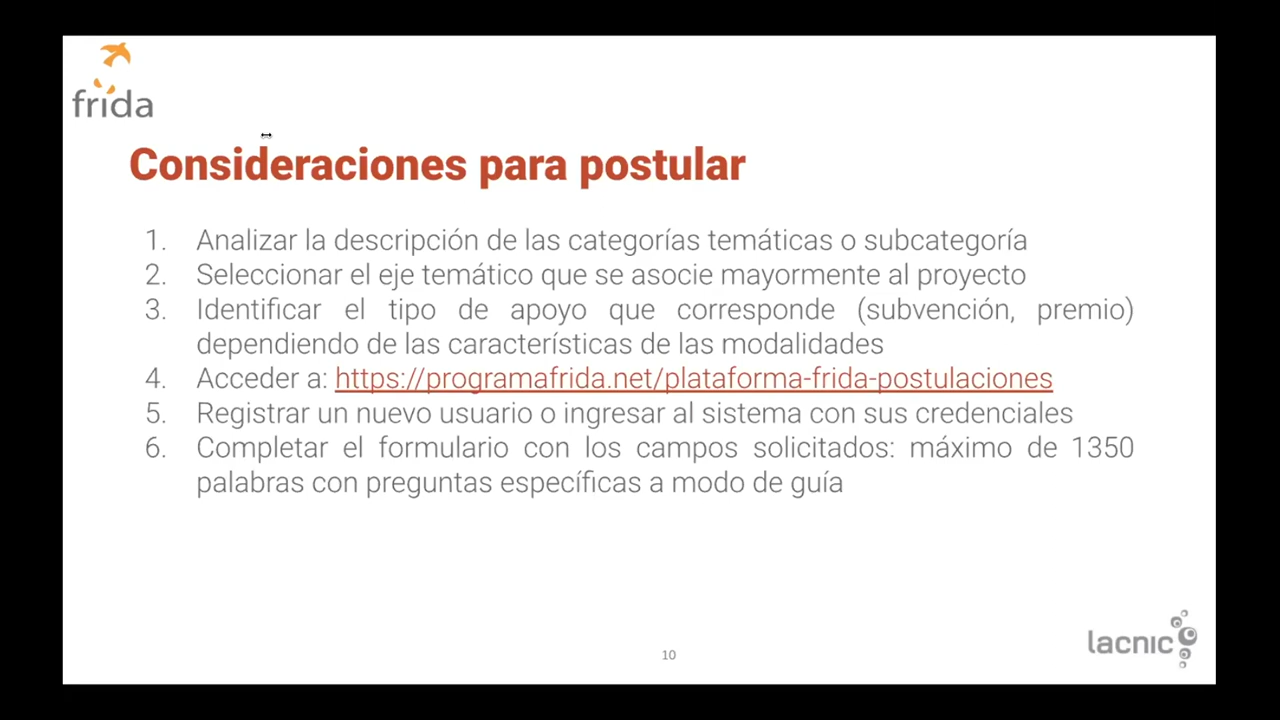 frida
Consideraciones para postular
1. Analizar la descripción de las categorías temáticas o subcategoría
2. Seleccionar el eje temático que se asocie mayormente al proyecto
3. Identificar el tipo de apoyo que corresponde (subvención, premio)
dependiendo de las características de las modalidades
4. Acceder a: https://programafrida.net/plataforma-frida-postulaciones
5. Registrar un nuevo usuario o ingresar al sistema con sus credenciales
6. Completar el formulario con los campos solicitados: máximo de 1350
palabras con preguntas específicas a modo de guía
lacnic
10